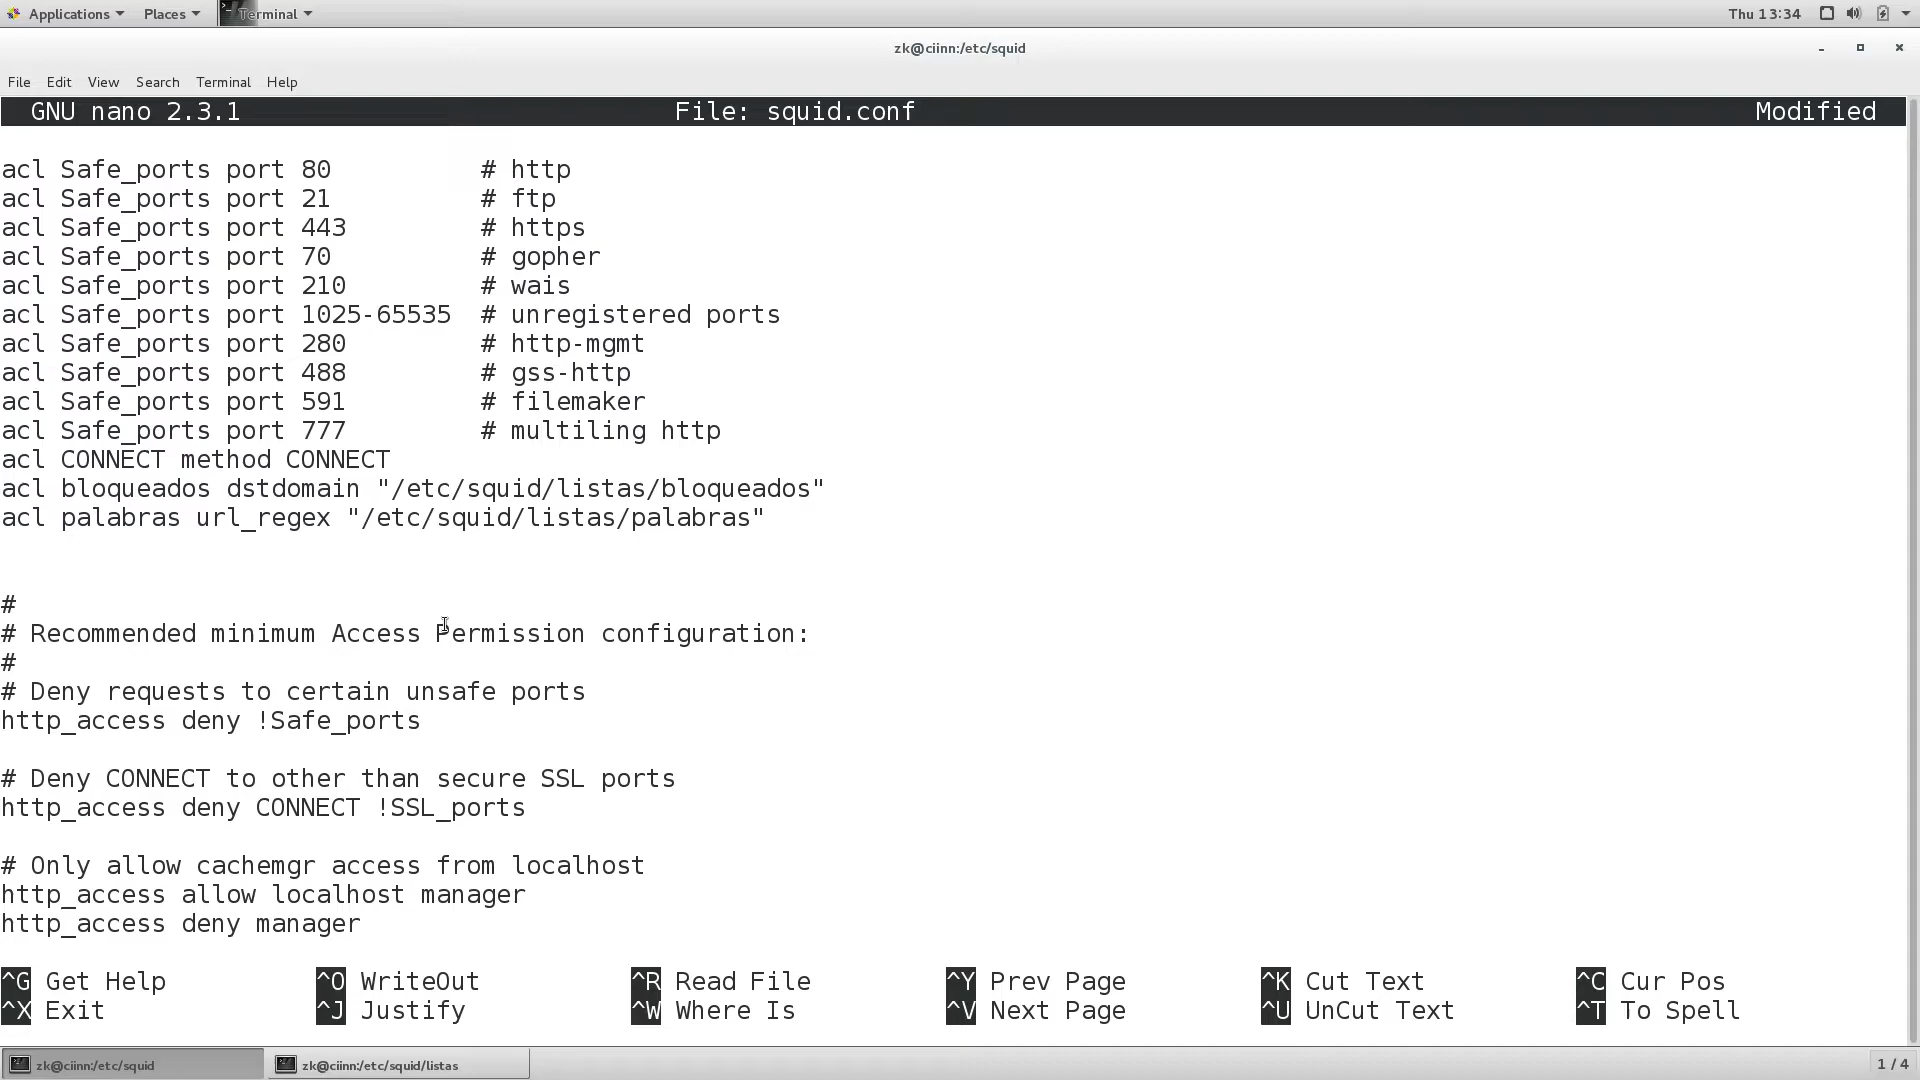 Applications Places Terminal Thu 13:34
zk@ciinn:/etc/squid
File Edit View Search Terminal Help
GNU nano 2.3.1 File: squid.conf Modified
acl Safe_ports port 80 # http
acl Safe_ports port 21 # ftp
acl Safe_ports port 443 # https
acl Safe_ports port 70 # gopher
acl Safe_ports port 210 # wais
acl Safe_ports port 1025-65535 # unregistered ports
acl Safe_ports port 280 # http-mgmt
acl Safe_ports port 488 # gss-http
acl Safe_ports port 591 # filemaker
acl Safe_ports port 777 # multiling http
acl CONNECT method CONNECT
acl bloqueados dstdomain "/etc/squid/listas/bloqueados"
acl palabras url_regex "/etc/squid/listas/palabras"
#
# Recommended minimum Access Permission configuration:
#
# Deny requests to certain unsafe ports
http_access deny !Safe_ports
# Deny CONNECT to other than secure SSL ports
http_access deny CONNECT !SSL_ports
# Only allow cachemgr access from localhost
http_access allow localhost manager
http_access deny manager
^G Get Help ^O WriteOut ^R Read File ^Y Prev Page ^K Cut Text ^C Cur Pos
^X Exit ^J Justify ^W Where Is ^V Next Page ^U UnCut Text ^T To Spell
zk@ciinn:/etc/squid zk@ciinn:/etc/squid/listas 1 / 4